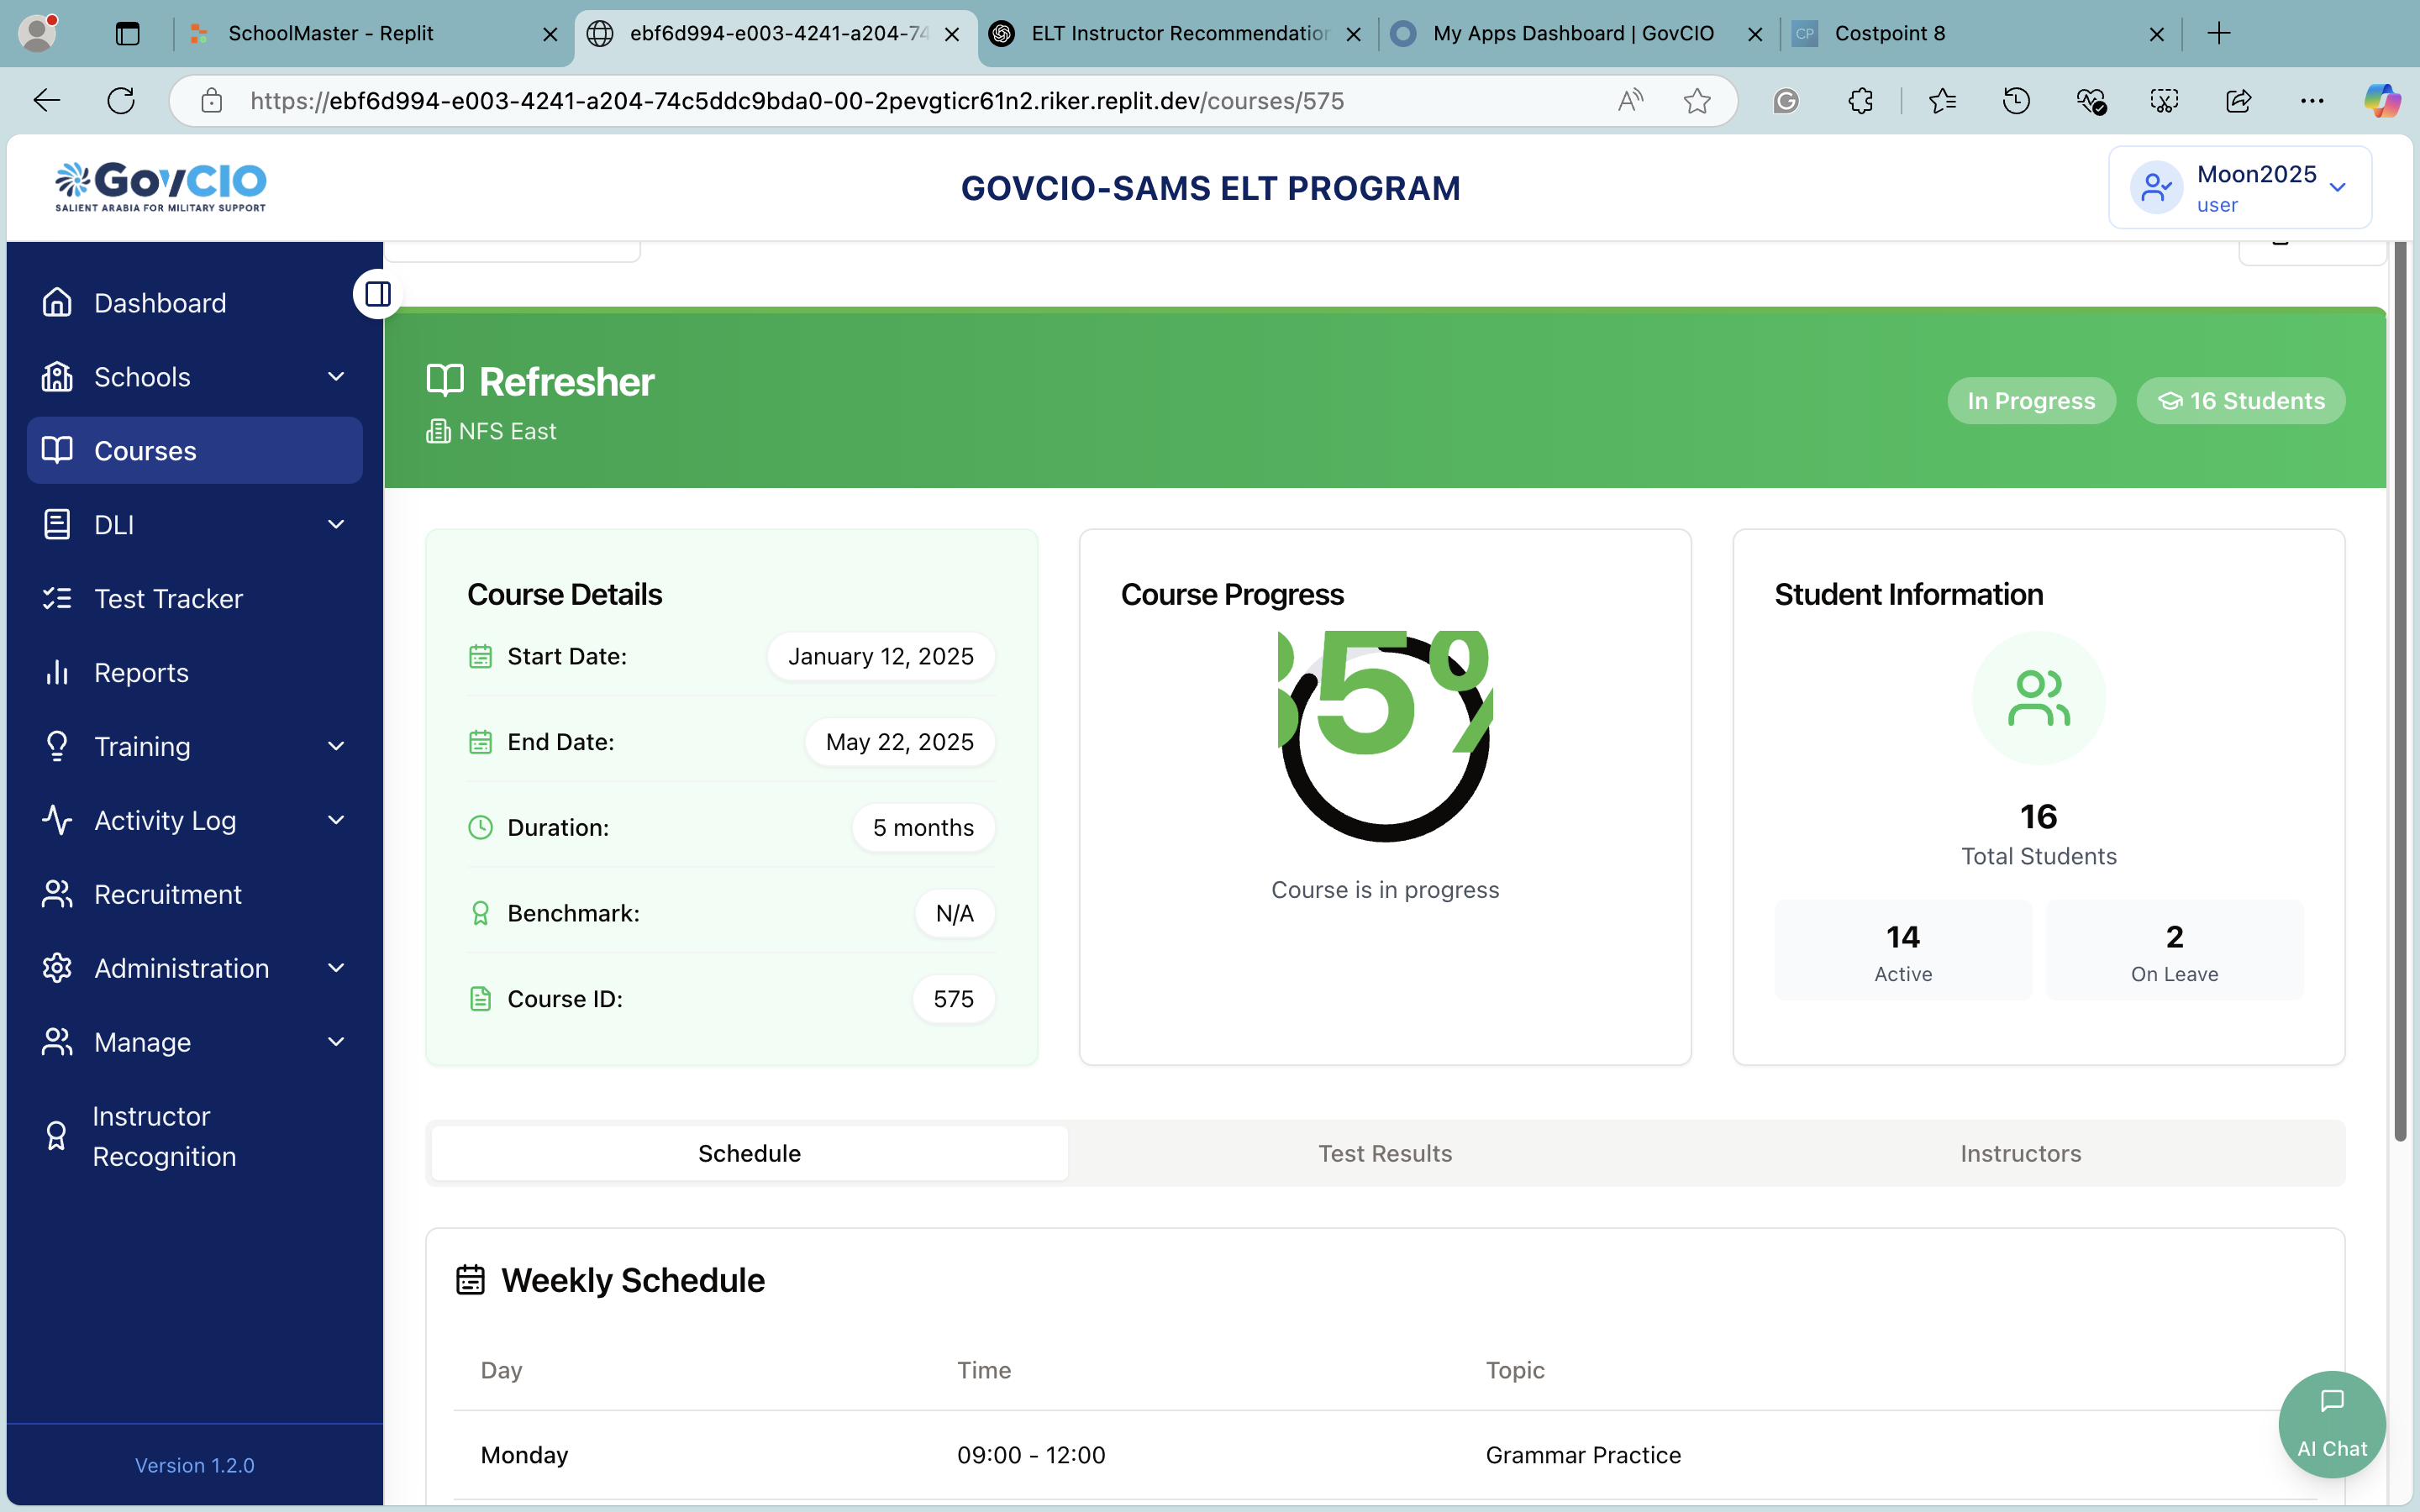 SchoolMaster - Replit
ebf6d994-e003-4241-a204-74
ELT Instructor Recommendation
My Apps Dashboard | GovCIO
CP
Costpoint 8
https://ebf6d994-e003-4241-a204-74c5ddc9bda0-00-2pevgticr61n2.riker.replit.dev/courses/575
GovCIO
SALIENT ARABIA FOR MILITARY SUPPORT
GOVCIO-SAMS ELT PROGRAM
Moon2025
user
Dashboard
Schools
Courses
DLI
Test Tracker
Reports
Training
Activity Log
Recruitment
Administration
Manage
Instructor
Recognition
Version 1.2.0
Refresher
NFS East
In Progress
16 Students
Course Details
Start Date:
January 12, 2025
End Date:
May 22, 2025
Duration:
5 months
Benchmark:
N/A
Course ID:
575
Course Progress
5%
Course is in progress
Student Information
16
Total Students
14
Active
2
On Leave
Schedule
Test Results
Instructors
Weekly Schedule
Day
Time
Topic
Monday
09:00 - 12:00
Grammar Practice
AI Chat